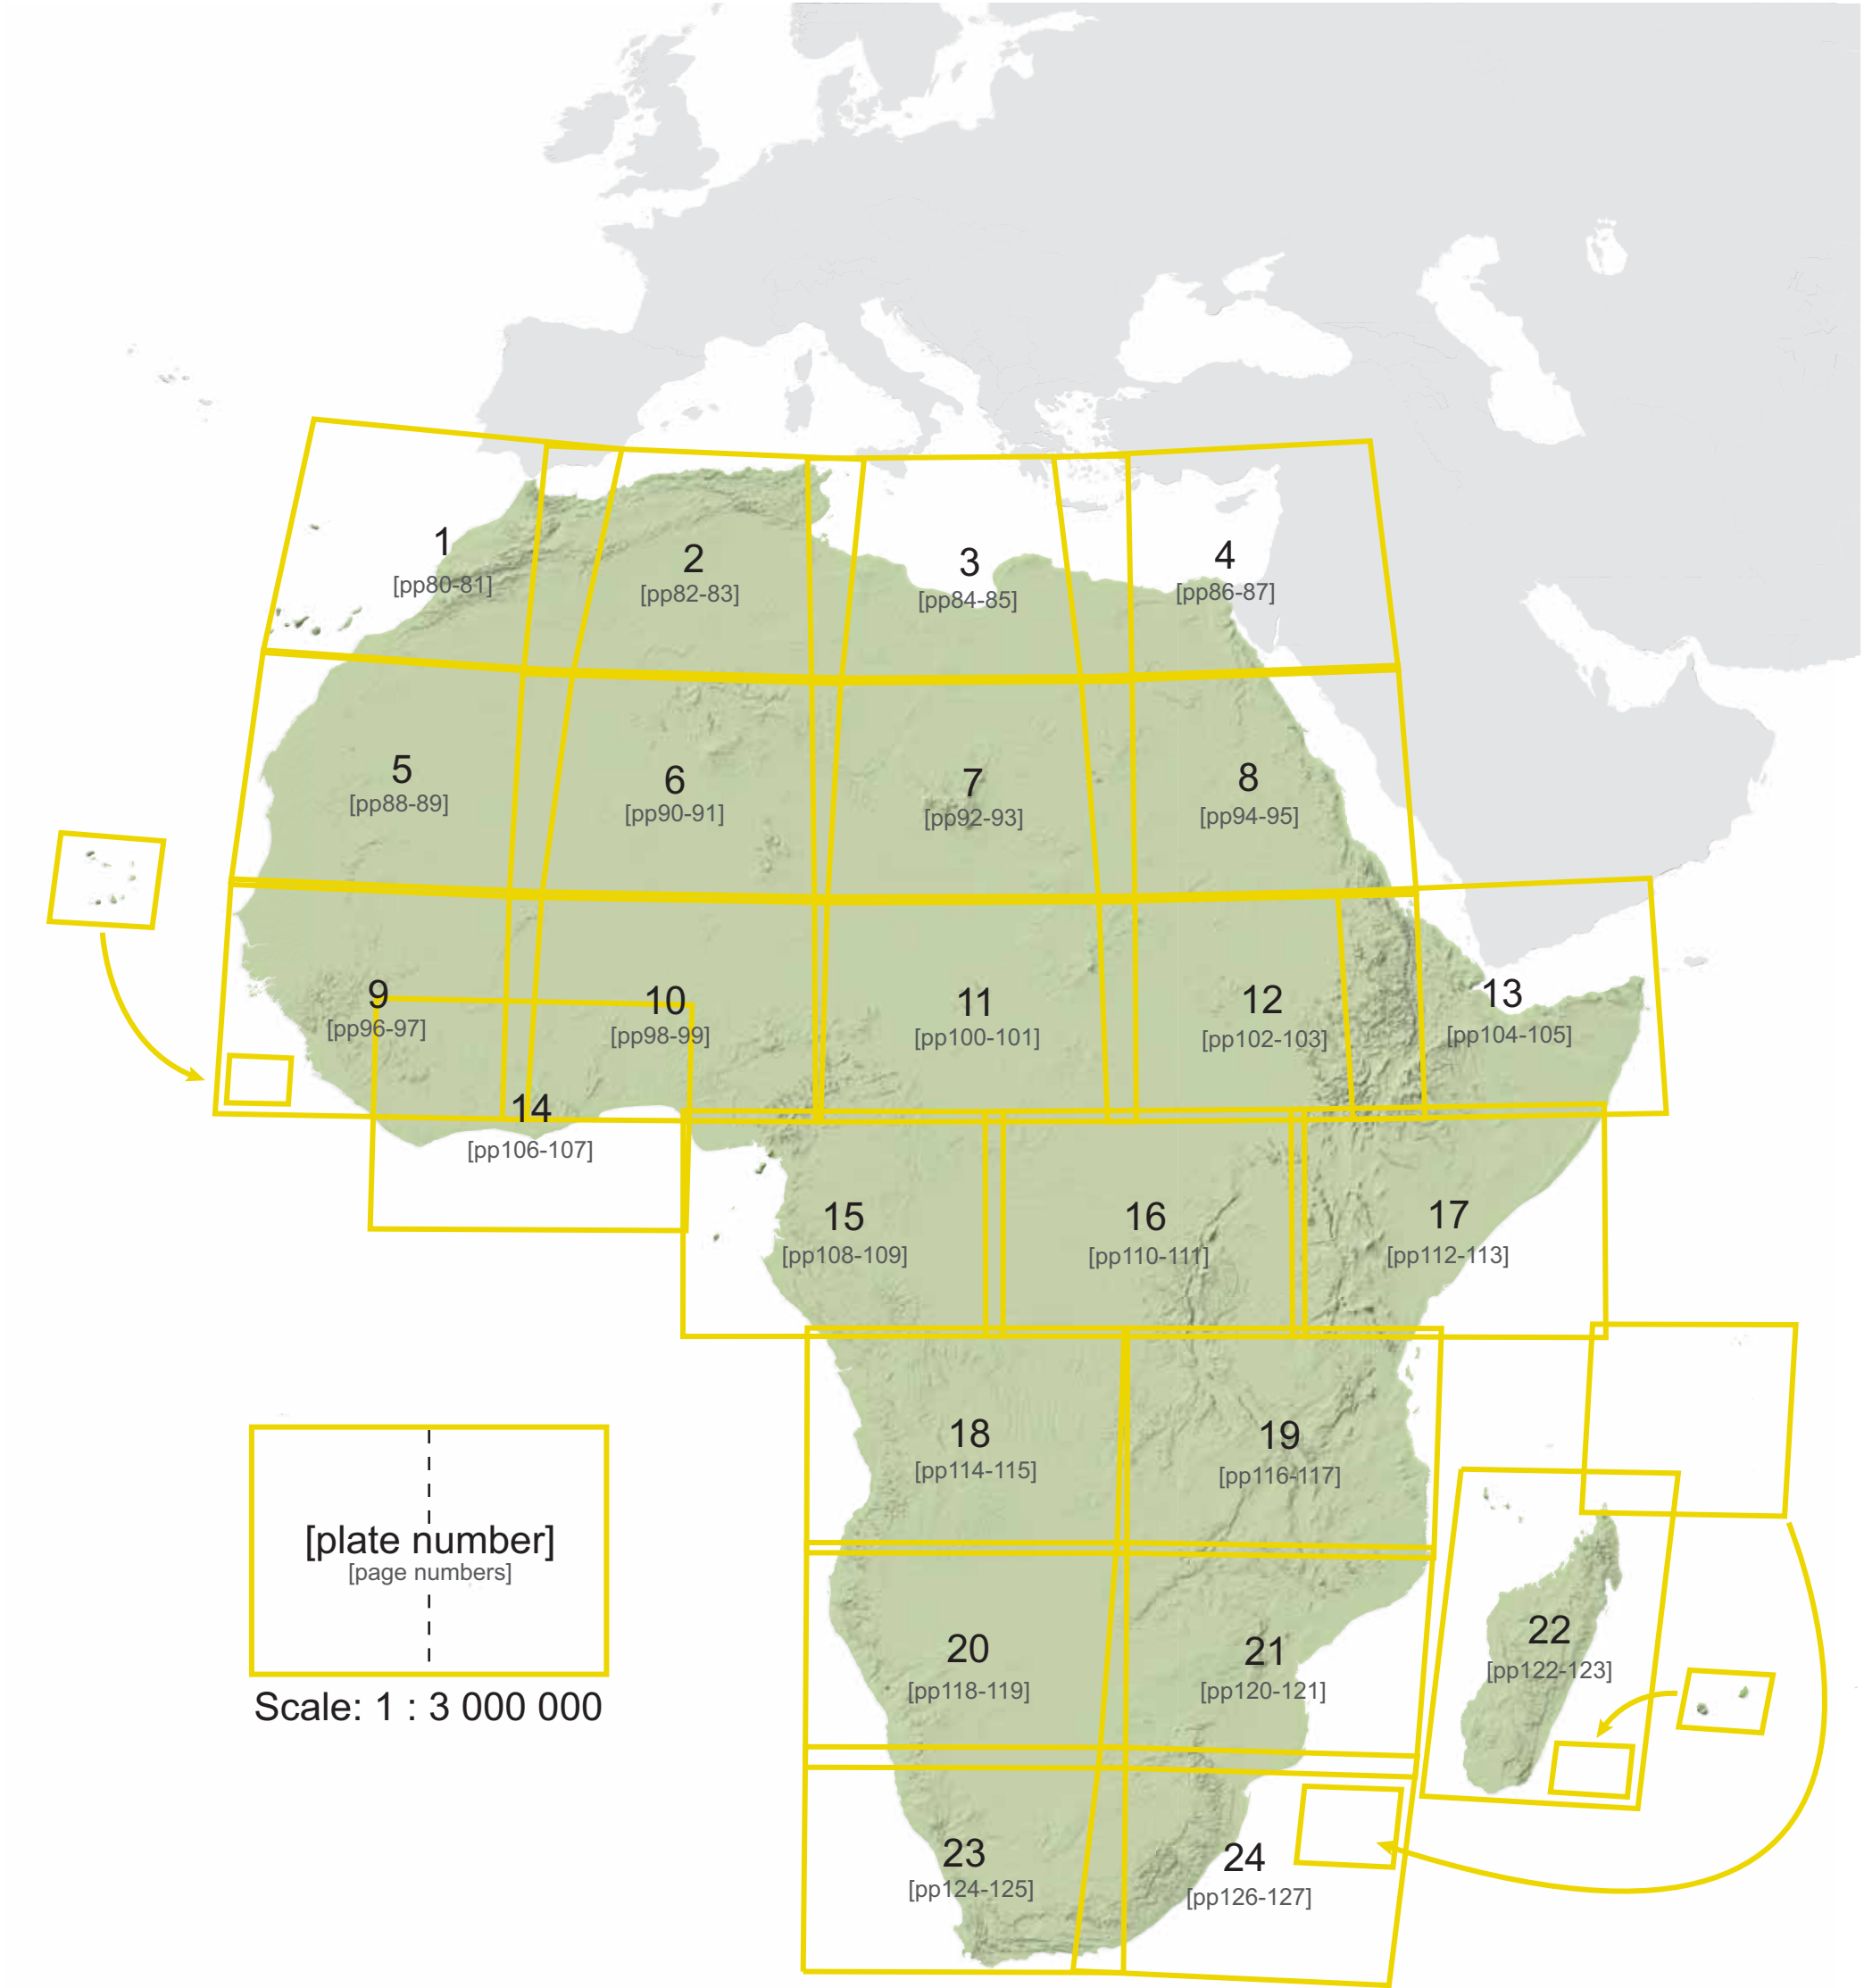 1
[pp80-81]
2
[pp82-83]
3
[pp84-85]
4
[pp86-87]
5
[pp88-89]
6
[pp90-91]
7
[pp92-93]
8
[pp94-95]
9
[pp96-97]
10
[pp98-99]
11
[pp100-101]
12
[pp102-103]
13
[pp104-105]
14
[pp106-107]
15
[pp108-109]
16
[pp110-111]
17
[pp112-113]
18
[pp114-115]
19
[pp116-117]
20
[pp118-119]
21
[pp120-121]
22
[pp122-123]
23
[pp124-125]
24
[pp126-127]
[plate number]
[page numbers]
Scale: 1 : 3 000 000